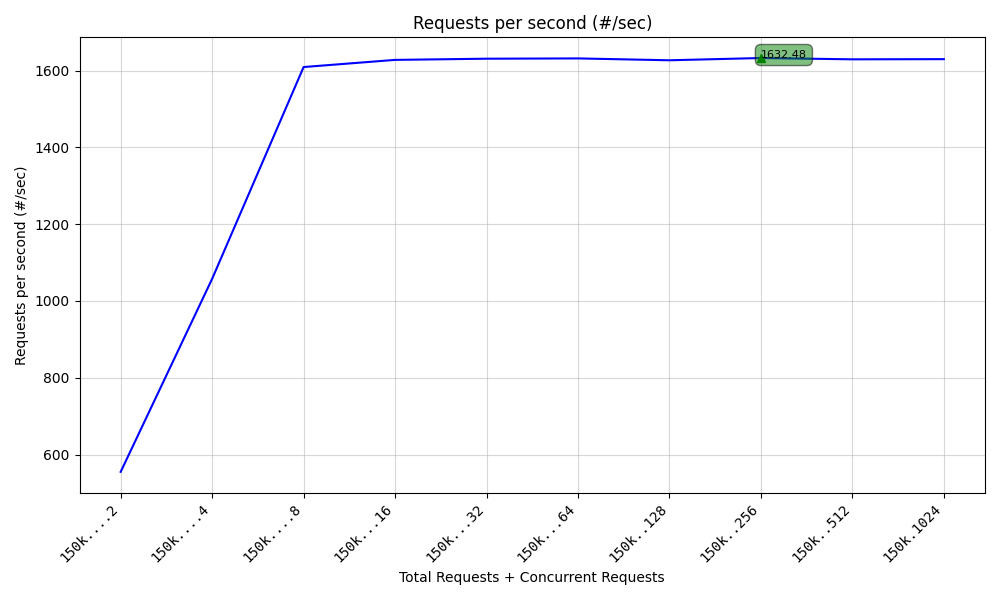 Requests per second (#/sec)
1632.48
1600
1400
1200
1000
800
600
Requests per second (#/sec)
150k....2
150k....4
150k....8
150k...16
150k...32
150k...64
150k..128
150k..256
150k..512
150k.1024
Total Requests + Concurrent Requests